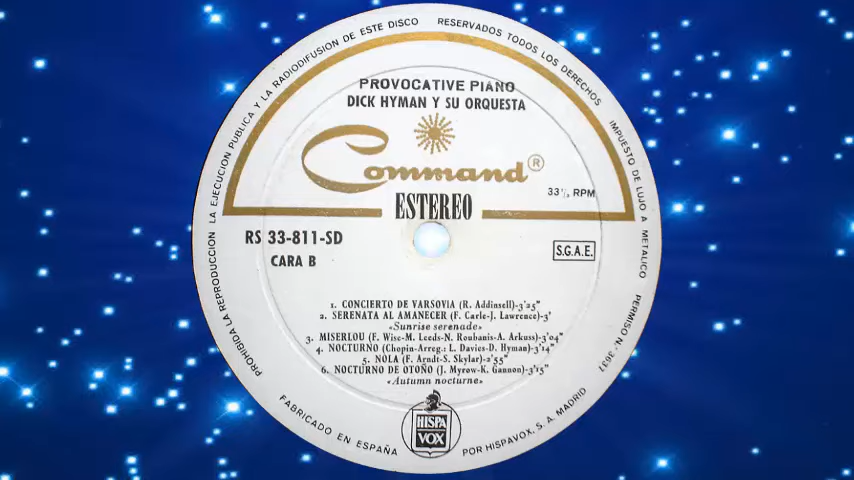 PROHIBIDA LA REPRODUCCION LA EJECUCION PUBLICA Y LA RADIODIFUSION DE ESTE DISCO
RESERVADOS TODOS LOS DERECHOS
IMPUESTO DE LUJO A METALICO
PERMISO N.º 3631
PROVOCATIVE PIANO
DICK HYMAN Y SU ORQUESTA
Command®
33⅓ RPM
ESTEREO
RS 33-811-SD
CARA B
S.G.A.E.
1. CONCIERTO DE VARSOVIA (R. Addinsell)-3'25"
2. SERENATA AL AMANECER (F. Carle-J. Lawrence)-3'
«Sunrise serenade»
3. MISERLOU (F. Wise-M. Leeds-N. Roubanis-A. Arkuss)-3'04"
4. NOCTURNO (Chopin-Arreg.: L. Davies-D. Hyman)-3'14"
5. NOLA (F. Arndt-S. Skylar)-2'55"
6. NOCTURNO DE OTOÑO (J. Myrow-K. Gannon)-3'15"
«Autumn nocturne»
HISPA
VOX
FABRICADO EN ESPAÑA
POR HISPAVOX, S. A. MADRID